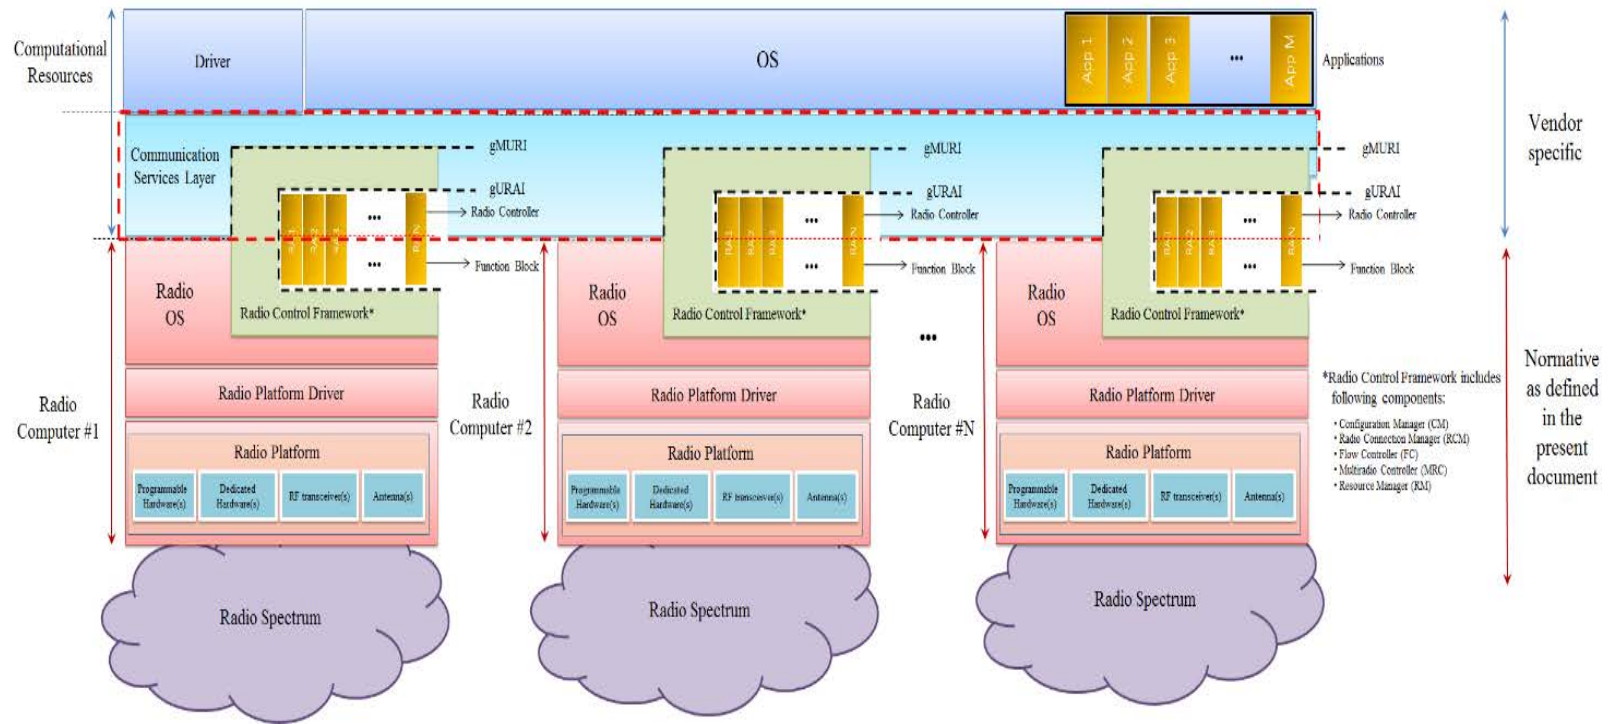 Computational
Resources
Driver
OS
App 1
App 2
App 3
...
App M
Applications
Vendor
specific
Communication
Services Layer
gMURI
gURAI
RA 1
RA 2
RA 3
...
RA N
Radio Controller
...
Function Block
Radio
OS
Radio Control Framework*
gMURI
gURAI
RA 1
RA 2
RA 3
...
RA N
Radio Controller
...
Function Block
Radio
OS
Radio Control Framework*
gMURI
gURAI
RA 1
RA 2
RA 3
...
RA N
Radio Controller
...
Function Block
Radio
OS
Radio Control Framework*
...
Radio
Computer #1
Radio Platform Driver
Radio Platform
Programmable
Hardware(s)
Dedicated
Hardware(s)
RF transceiver(s)
Antenna(s)
Radio Spectrum
Radio
Computer #2
Radio Platform Driver
Radio Platform
Programmable
Hardware(s)
Dedicated
Hardware(s)
RF transceiver(s)
Antenna(s)
Radio Spectrum
Radio
Computer #N
Radio Platform Driver
Radio Platform
Programmable
Hardware(s)
Dedicated
Hardware(s)
RF transceiver(s)
Antenna(s)
Radio Spectrum
*Radio Control Framework includes
following components:
• Configuration Manager (CM)
• Radio Connection Manager (RCM)
• Flow Controller (FC)
• Multiradio Controller (MRC)
• Resource Manager (RM)
Normative
as defined
in the
present
document